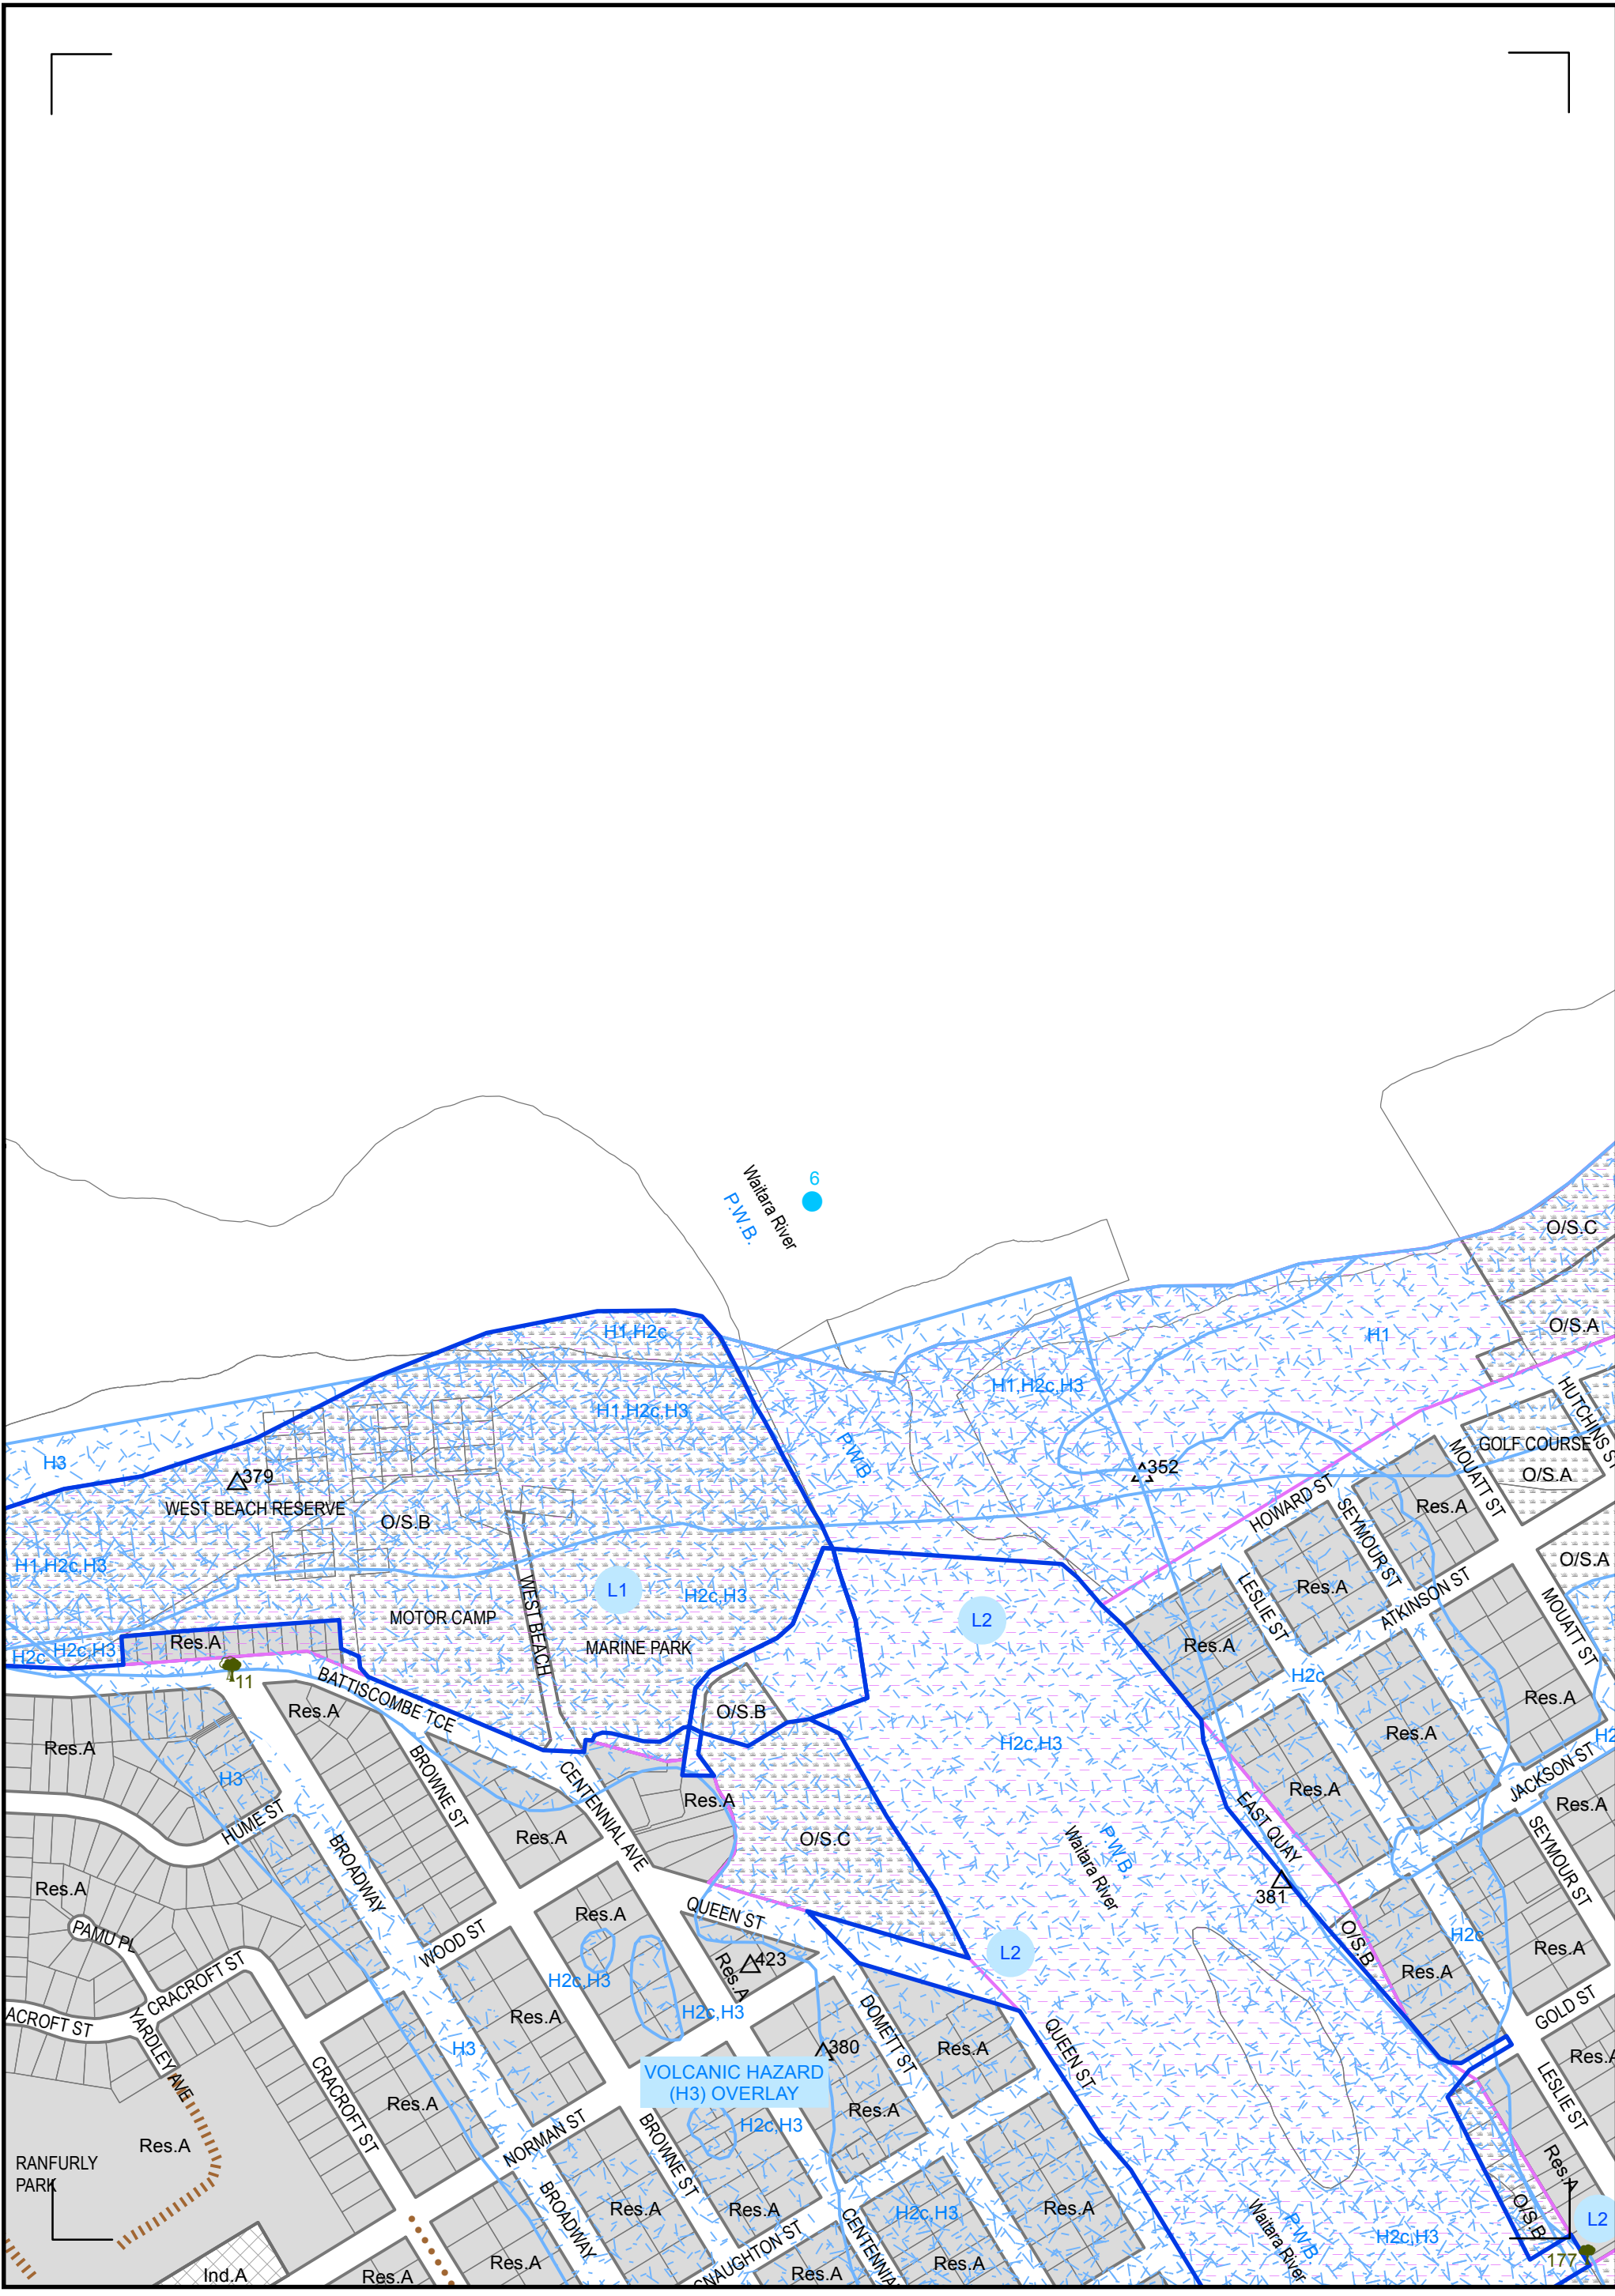 6
Waitara River
P.W.B.
O/S.C
O/S.A
H1,H2c
H1
H1,H2c,H3
H1,H2c,H3
HUTCHINS ST
P.W.B.
GOLF COURSE
O/S.A
MOUATT ST
H3
379
352
WEST BEACH RESERVE
O/S.B
HOWARD ST
SEYMOUR ST
Res.A
O/S.A
H1,H2c,H3
L1
H2c,H3
WEST BEACH
LESLIE ST
Res.A
ATKINSON ST
MOTOR CAMP
L2
MOUATT ST
MARINE PARK
Res.A
Res.A
H2c
H2c,H3
H2c
11
BATTISCOMBE TCE
Res.A
O/S.B
Res.A
Res.A
H2c,H3
Res.A
H3
BROWNE ST
CENTENNIAL AVE
Res.A
JACKSON ST
Res.A
Res.A
EAST QUAY
HUME ST
Res.A
O/S.C
SEYMOUR ST
BROADWAY
P.W.B.
Waitara River
Res.A
381
Res.A
QUEEN ST
PAMU PL
WOOD ST
O/S.B
H2c
Res.A
L2
423
Res.A
H2c,H3
Res.A
CRACROFT ST
H2c,H3
DOMETT ST
ACROFT ST
YARDLEY AVE
Res.A
GOLD ST
QUEEN ST
H3
380
Res.A
CRACROFT ST
VOLCANIC HAZARD
(H3) OVERLAY
LESLIE ST
Res.A
Res.A
H2c,H3
NORMAN ST
BROWNE ST
Res.A
RANFURLY
PARK
Res.A
BROADWAY
Res.A
Res.A
H2c,H3
Res.A
Waitara River
P.W.B.
H2c,H3
O/S.B
L2
Res.A
Ind.A
Res.A
Res.A
Res.A
177